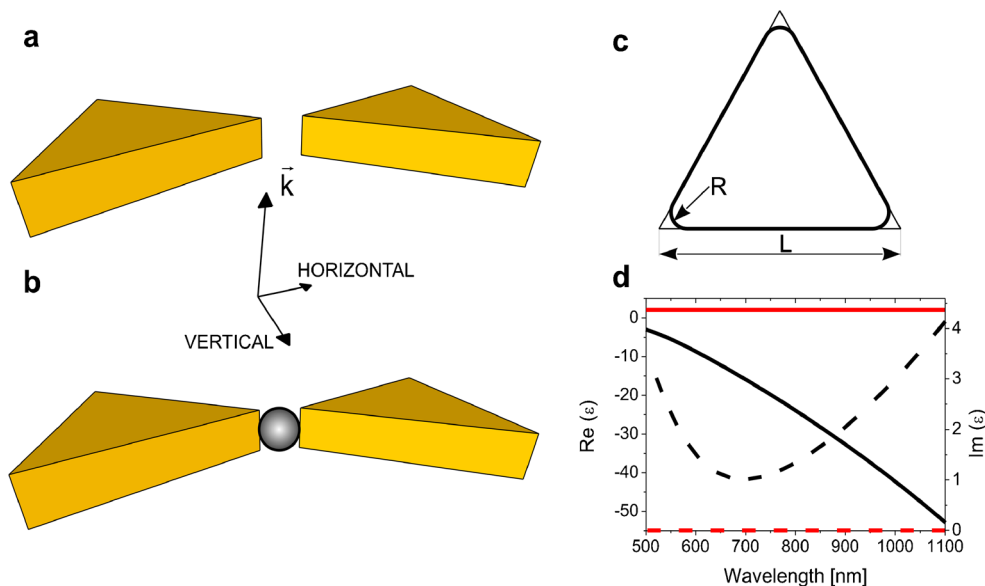 a
k
HORIZONTAL
b
VERTICAL
c
R
L
d
Re (ε)
0
-10
-20
-30
-40
-50
4
3
2
1
0
Im (ε)
500 600 700 800 900 1000 1100
Wavelength [nm]